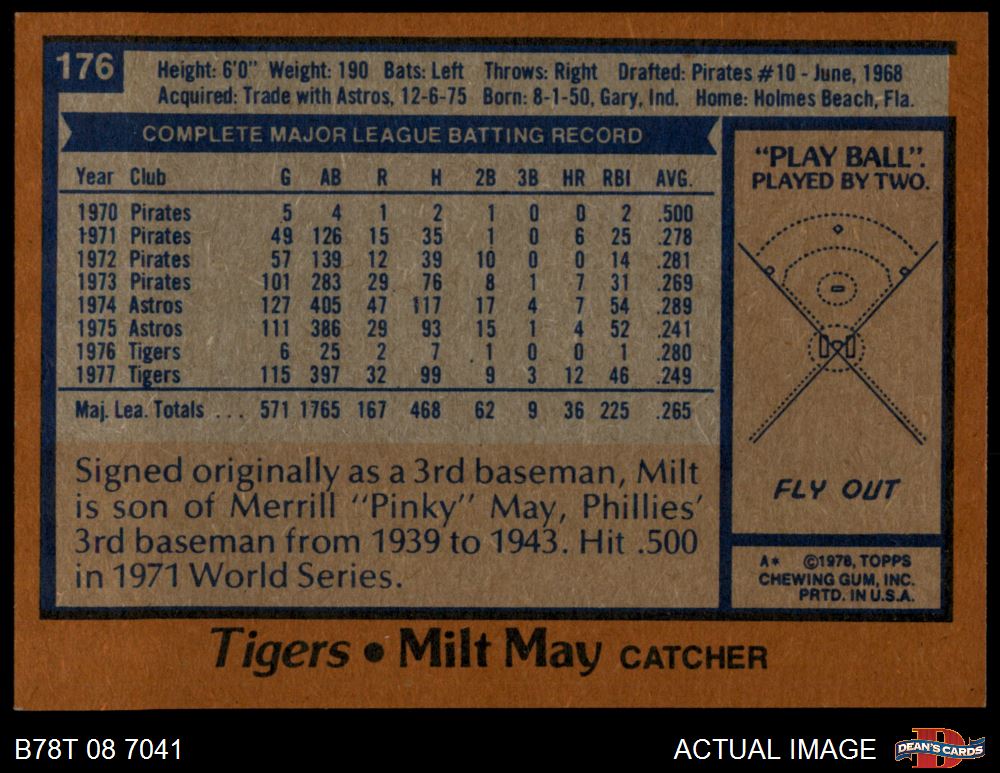 176
Height: 6'0" Weight: 190 Bats: Left Throws: Right Drafted: Pirates #10 - June, 1968
Acquired: Trade with Astros, 12-6-75 Born: 8-1-50, Gary, Ind. Home: Holmes Beach, Fla.
COMPLETE MAJOR LEAGUE BATTING RECORD
Year Club G AB R H 2B 3B HR RBI AVG.
1970 Pirates 5 4 1 2 1 0 0 2 .500
1971 Pirates 49 126 15 35 1 0 6 25 .278
1972 Pirates 57 139 12 39 10 0 0 14 .281
1973 Pirates 101 283 29 76 8 1 7 31 .269
1974 Astros 127 405 47 117 17 4 7 54 .289
1975 Astros 111 386 29 93 15 1 4 52 .241
1976 Tigers 6 25 2 7 1 0 0 1 .280
1977 Tigers 115 397 32 99 9 3 12 46 .249
Maj. Lea. Totals ... 571 1765 167 468 62 9 36 225 .265
Signed originally as a 3rd baseman, Milt
is son of Merrill "Pinky" May, Phillies'
3rd baseman from 1939 to 1943. Hit .500
in 1971 World Series.
"PLAY BALL".
PLAYED BY TWO.
FLY OUT
A* ©1978, TOPPS
CHEWING GUM, INC.
PRTD. IN U.S.A.
Tigers • Milt May CATCHER
B78T 08 7041
ACTUAL IMAGE
D
DEAN'S CARDS